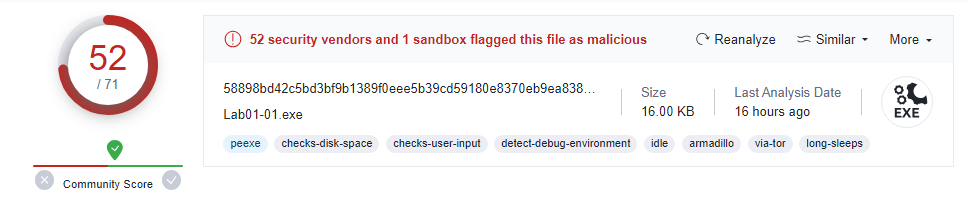 52
/ 71
Community Score
52 security vendors and 1 sandbox flagged this file as malicious
Reanalyze
Similar
More
58898bd42c5bd3bf9b1389f0eee5b39cd59180e8370eb9ea838...
Lab01-01.exe
Size
16.00 KB
Last Analysis Date
16 hours ago
EXE
peexe checks-disk-space checks-user-input detect-debug-environment idle armadillo via-tor long-sleeps